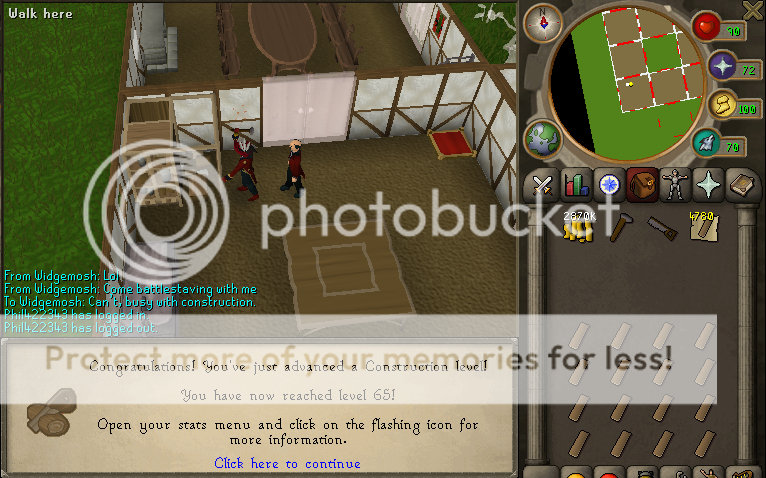 Walk here
N
90
72
100
70
2870K
4780
photobucket
From Widgemosh: Lol
From Widgemosh: Come battlestaving with me
To Widgemosh: Can't, busy with construction.
Phil422343 has logged in.
Phil422343 has logged out.
Protect more of your memories for less!
Congratulations! You've just advanced a Construction level!
You have now reached level 65!
Open your stats menu and click on the flashing icon for
more information.
Click here to continue